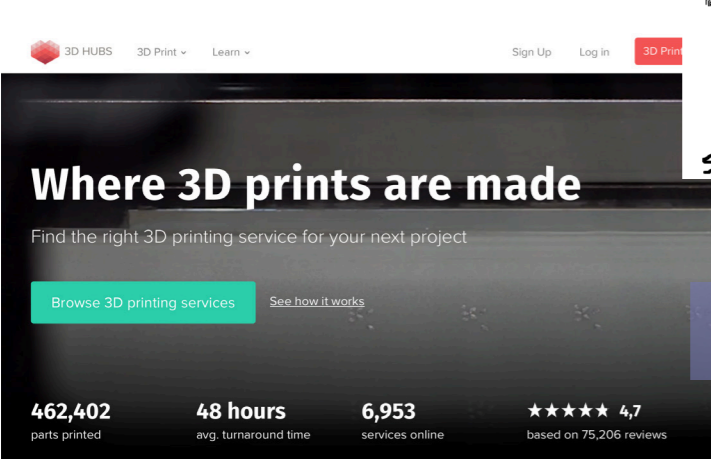 3D HUBS
3D Print
Learn
Sign Up
Log in
3D Print
Where 3D prints are made
Find the right 3D printing service for your next project
Browse 3D printing services
See how it works
462,402
parts printed
48 hours
avg. turnaround time
6,953
services online
4,7
based on 75,206 reviews